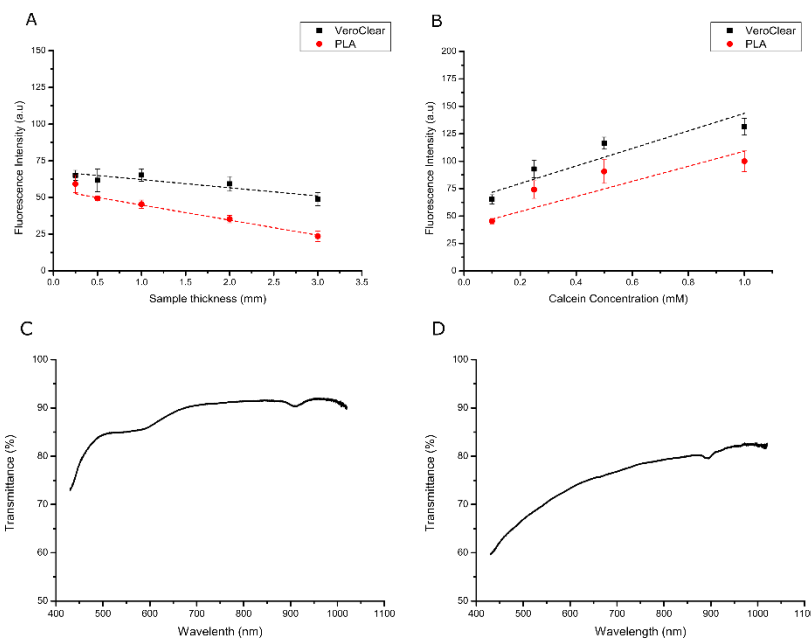 A
VeroClear
PLA
Fluorescence Intensity (a.u)
150
125
100
75
50
25
0
0.0 0.5 1.0 1.5 2.0 2.5 3.0 3.5
Sample thickness (mm)
B
VeroClear
PLA
Fluorescence Intensity (a.u)
200
175
150
125
100
75
50
25
0
0.0 0.2 0.4 0.6 0.8 1.0
Calcein Concentration (mM)
C
Transmittance (%)
100
90
80
70
60
50
400 500 600 700 800 900 1000 1100
Wavelenth (nm)
D
Transmittance (%)
100
90
80
70
60
50
400 500 600 700 800 900 1000 1100
Wavelength (nm)